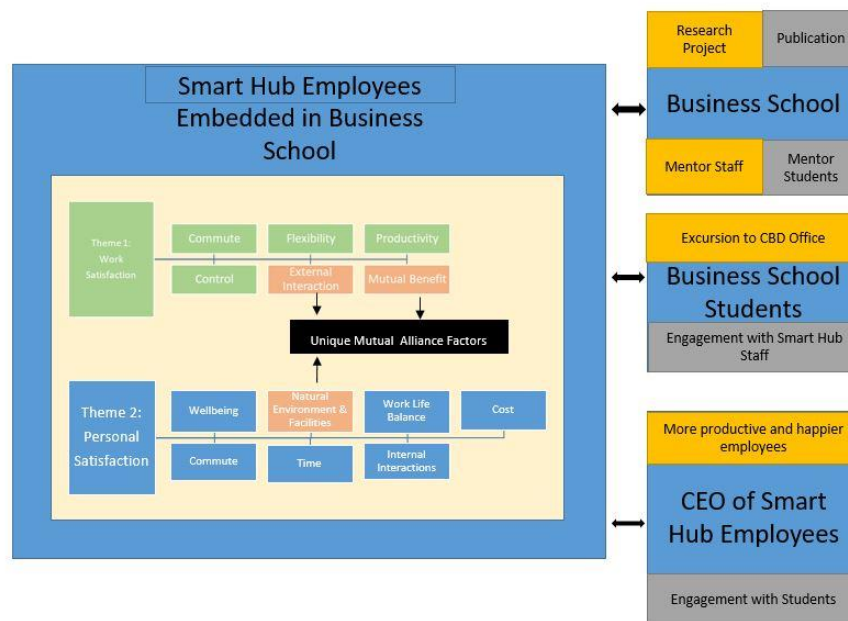 Smart Hub Employees
Embedded in Business
School
Theme 1:
Work
Satisfaction
Commute
Flexibility
Productivity
Control
External
Interaction
Mutual Benefit
Unique Mutual Alliance Factors
Theme 2:
Personal
Satisfaction
Wellbeing
Natural
Environment &
Facilities
Work Life
Balance
Cost
Commute
Time
Internal
Interactions
Research
Project
Publication
Business School
Mentor Staff
Mentor
Students
Excursion to CBD Office
Business School
Students
Engagement with Smart Hub
Staff
More productive and happier
employees
CEO of Smart
Hub Employees
Engagement with Students